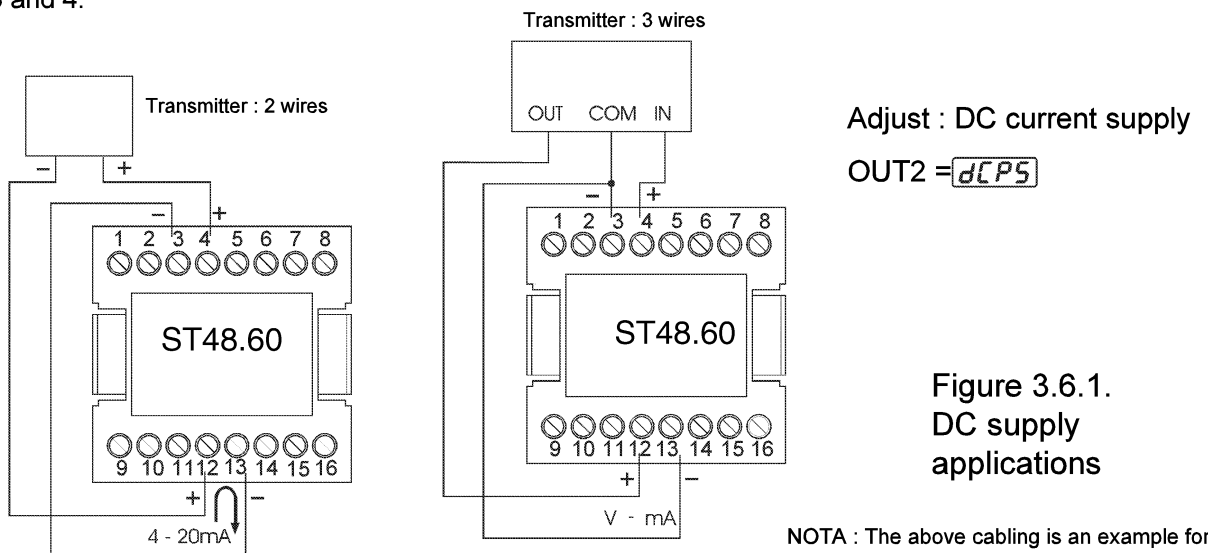 and 4.
Transmitter : 3 wires
Transmitter : 2 wires
OUT COM IN
Adjust : DC current supply
OUT2 = dCPS
- +
- +
- +
- +
1 2 3 4 5 6 7 8
1 2 3 4 5 6 7 8
ST48.60
ST48.60
Figure 3.6.1.
DC supply
applications
9 10 11 12 13 14 15 16
9 10 11 12 13 14 15 16
+ -
+ -
4 - 20mA
V - mA
NOTA : The above cabling is an example for